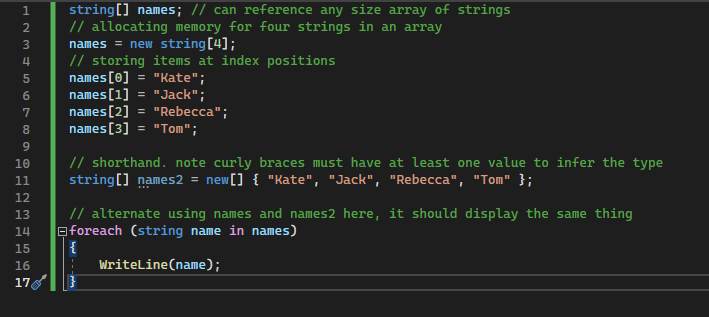 1 string[] names; // can reference any size array of strings
2 // allocating memory for four strings in an array
3 names = new string[4];
4 // storing items at index positions
5 names[0] = "Kate";
6 names[1] = "Jack";
7 names[2] = "Rebecca";
8 names[3] = "Tom";
9
10 // shorthand. note curly braces must have at least one value to infer the type
11 string[] names2 = new[] { "Kate", "Jack", "Rebecca", "Tom" };
12
13 // alternate using names and names2 here, it should display the same thing
14 foreach (string name in names)
15 {
16 WriteLine(name);
17 }